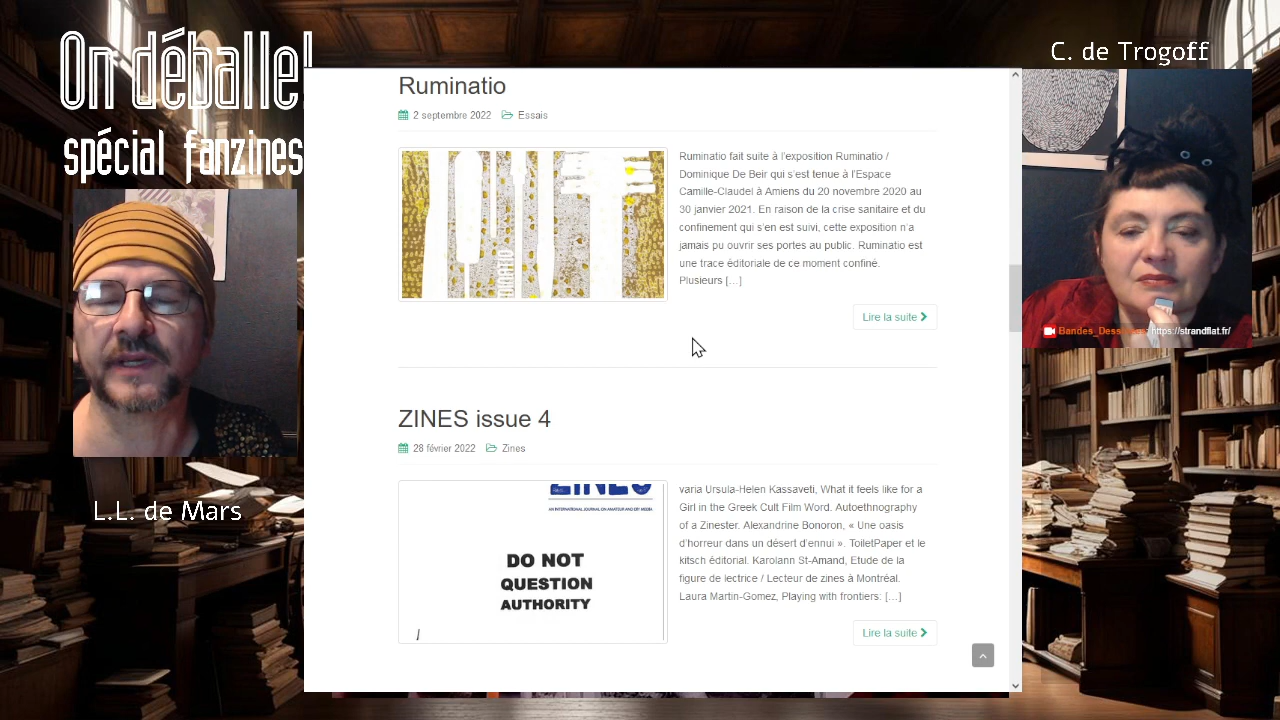 On déballe!
spécial fanzines
L.L. de Mars
C. de Trogoff
https://strandflat.fr/
Ruminatio
2 septembre 2022 Essais
Ruminatio fait suite à l'exposition Ruminatio /
Dominique De Beir qui s'est tenue à l'Espace
Camille-Claudel à Amiens du 20 novembre 2020 au
30 janvier 2021. En raison de la crise sanitaire et du
confinement qui s'en est suivi, cette exposition n'a
jamais pu ouvrir ses portes au public. Ruminatio est
une trace éditoriale de ce moment confiné.
Plusieurs […]
Lire la suite
ZINES issue 4
28 février 2022 Zines
ZINES
AN INTERNATIONAL JOURNAL ON AMATEUR AND DIY MEDIA
DO NOT
QUESTION
AUTHORITY
varia Ursula-Helen Kassaveti, What it feels like for a
Girl in the Greek Cult Film Word. Autoethnography
of a Zinester. Alexandrine Bonoron, « Une oasis
d'horreur dans un désert d'ennui ». ToiletPaper et le
kitsch éditorial. Karolann St-Amand, Etude de la
figure de lectrice / Lecteur de zines à Montréal.
Laura Martin-Gomez, Playing with frontiers: […]
Lire la suite